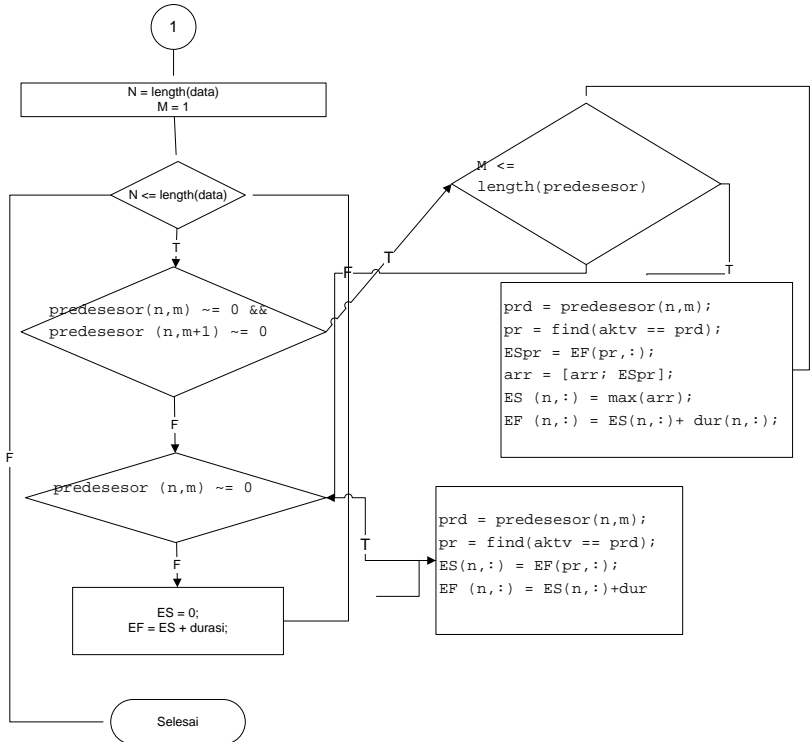 1
N = length(data)
M = 1
N <= length(data)
T
F
predesesor(n,m) ~= 0 &&
predesesor (n,m+1) ~= 0
T
F
M <=
length(predesesor)
T
F
prd = predesesor(n,m);
pr = find(aktv == prd);
ESpr = EF(pr,:);
arr = [arr; ESpr];
ES (n,:) = max(arr);
EF (n,:) = ES(n,:)+ dur(n,:);
predesesor (n,m) ~= 0
T
F
prd = predesesor(n,m);
pr = find(aktv == prd);
ES(n,:) = EF(pr,:);
EF (n,:) = ES(n,:)+dur
ES = 0;
EF = ES + durasi;
Selesai